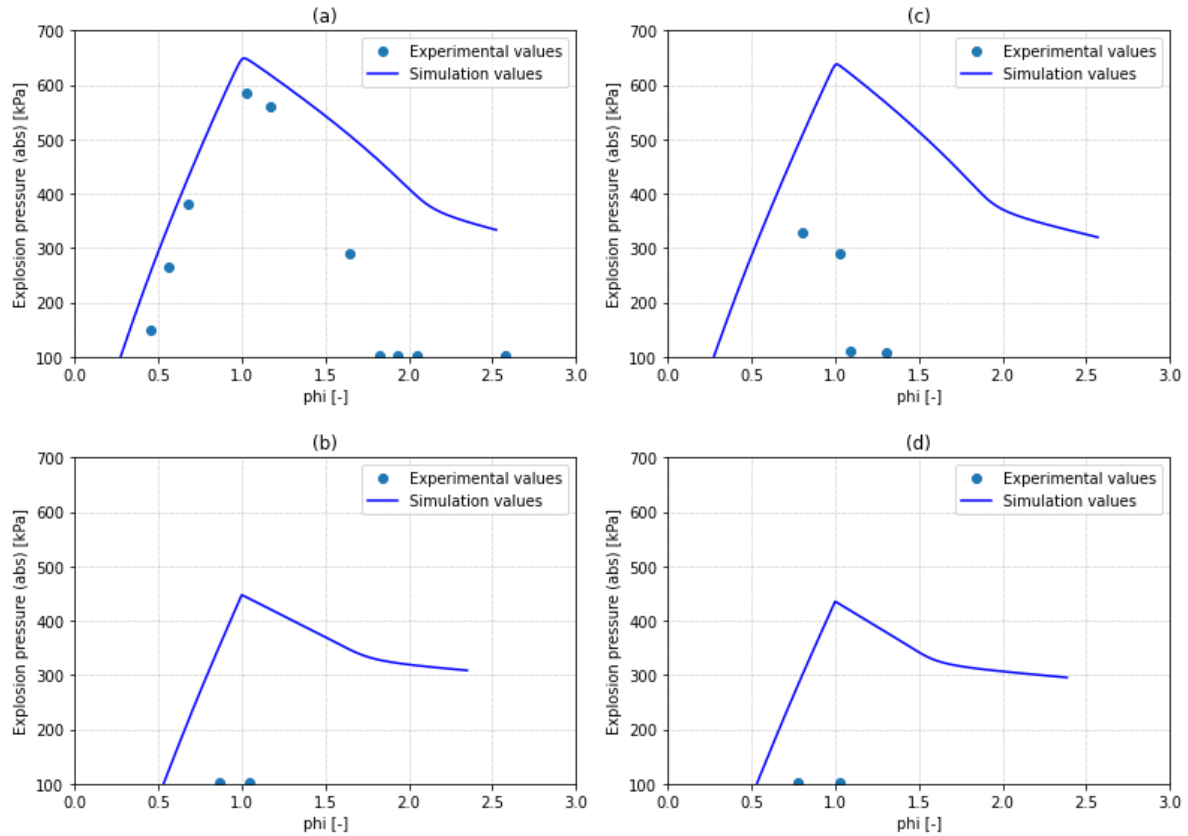 (a)
700
600
500
400
300
200
100
Explosion pressure (abs) [kPa]
Experimental values
Simulation values
0.0 0.5 1.0 1.5 2.0 2.5 3.0
phi [-]
(c)
700
600
500
400
300
200
100
Explosion pressure (abs) [kPa]
Experimental values
Simulation values
0.0 0.5 1.0 1.5 2.0 2.5 3.0
phi [-]
(b)
700
600
500
400
300
200
100
Explosion pressure (abs) [kPa]
Experimental values
Simulation values
0.0 0.5 1.0 1.5 2.0 2.5 3.0
phi [-]
(d)
700
600
500
400
300
200
100
Explosion pressure (abs) [kPa]
Experimental values
Simulation values
0.0 0.5 1.0 1.5 2.0 2.5 3.0
phi [-]